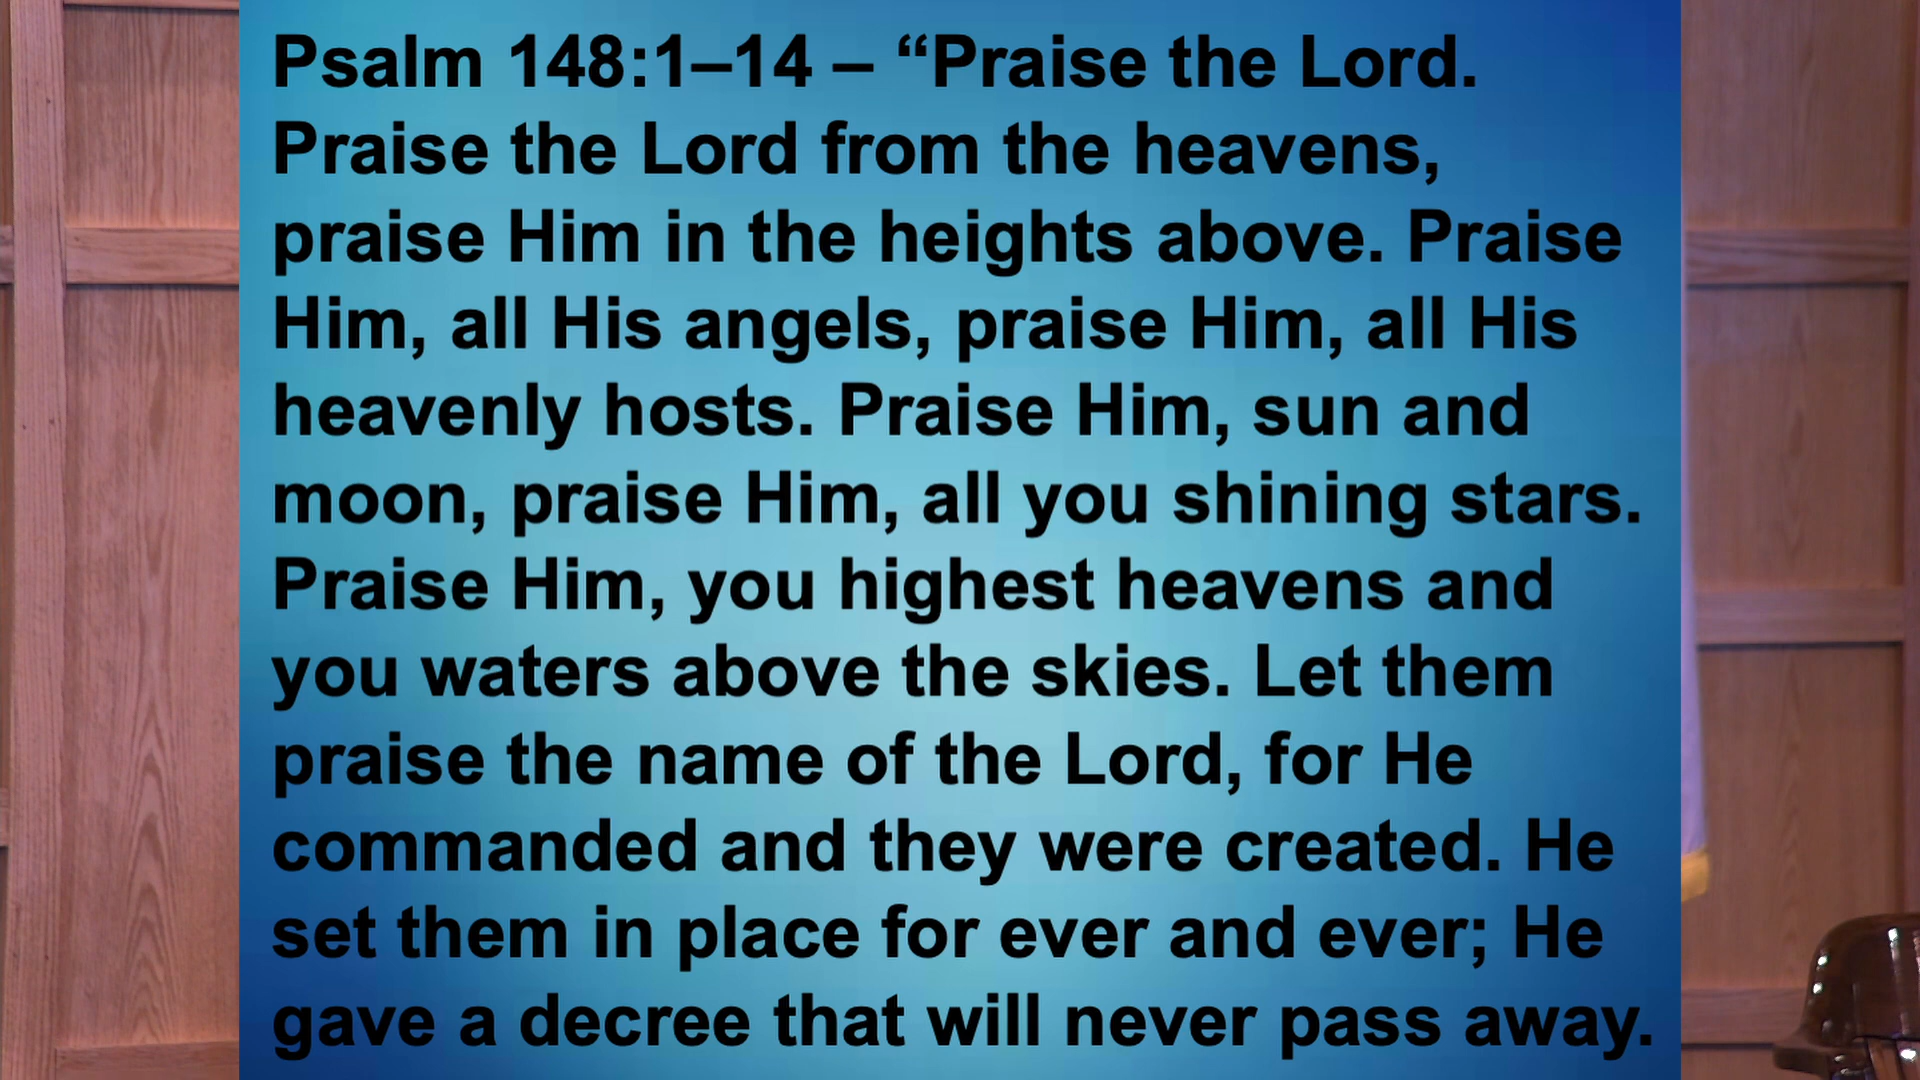 Psalm 148:1–14 – “Praise the Lord.
Praise the Lord from the heavens,
praise Him in the heights above. Praise
Him, all His angels, praise Him, all His
heavenly hosts. Praise Him, sun and
moon, praise Him, all you shining stars.
Praise Him, you highest heavens and
you waters above the skies. Let them
praise the name of the Lord, for He
commanded and they were created. He
set them in place for ever and ever; He
gave a decree that will never pass away.